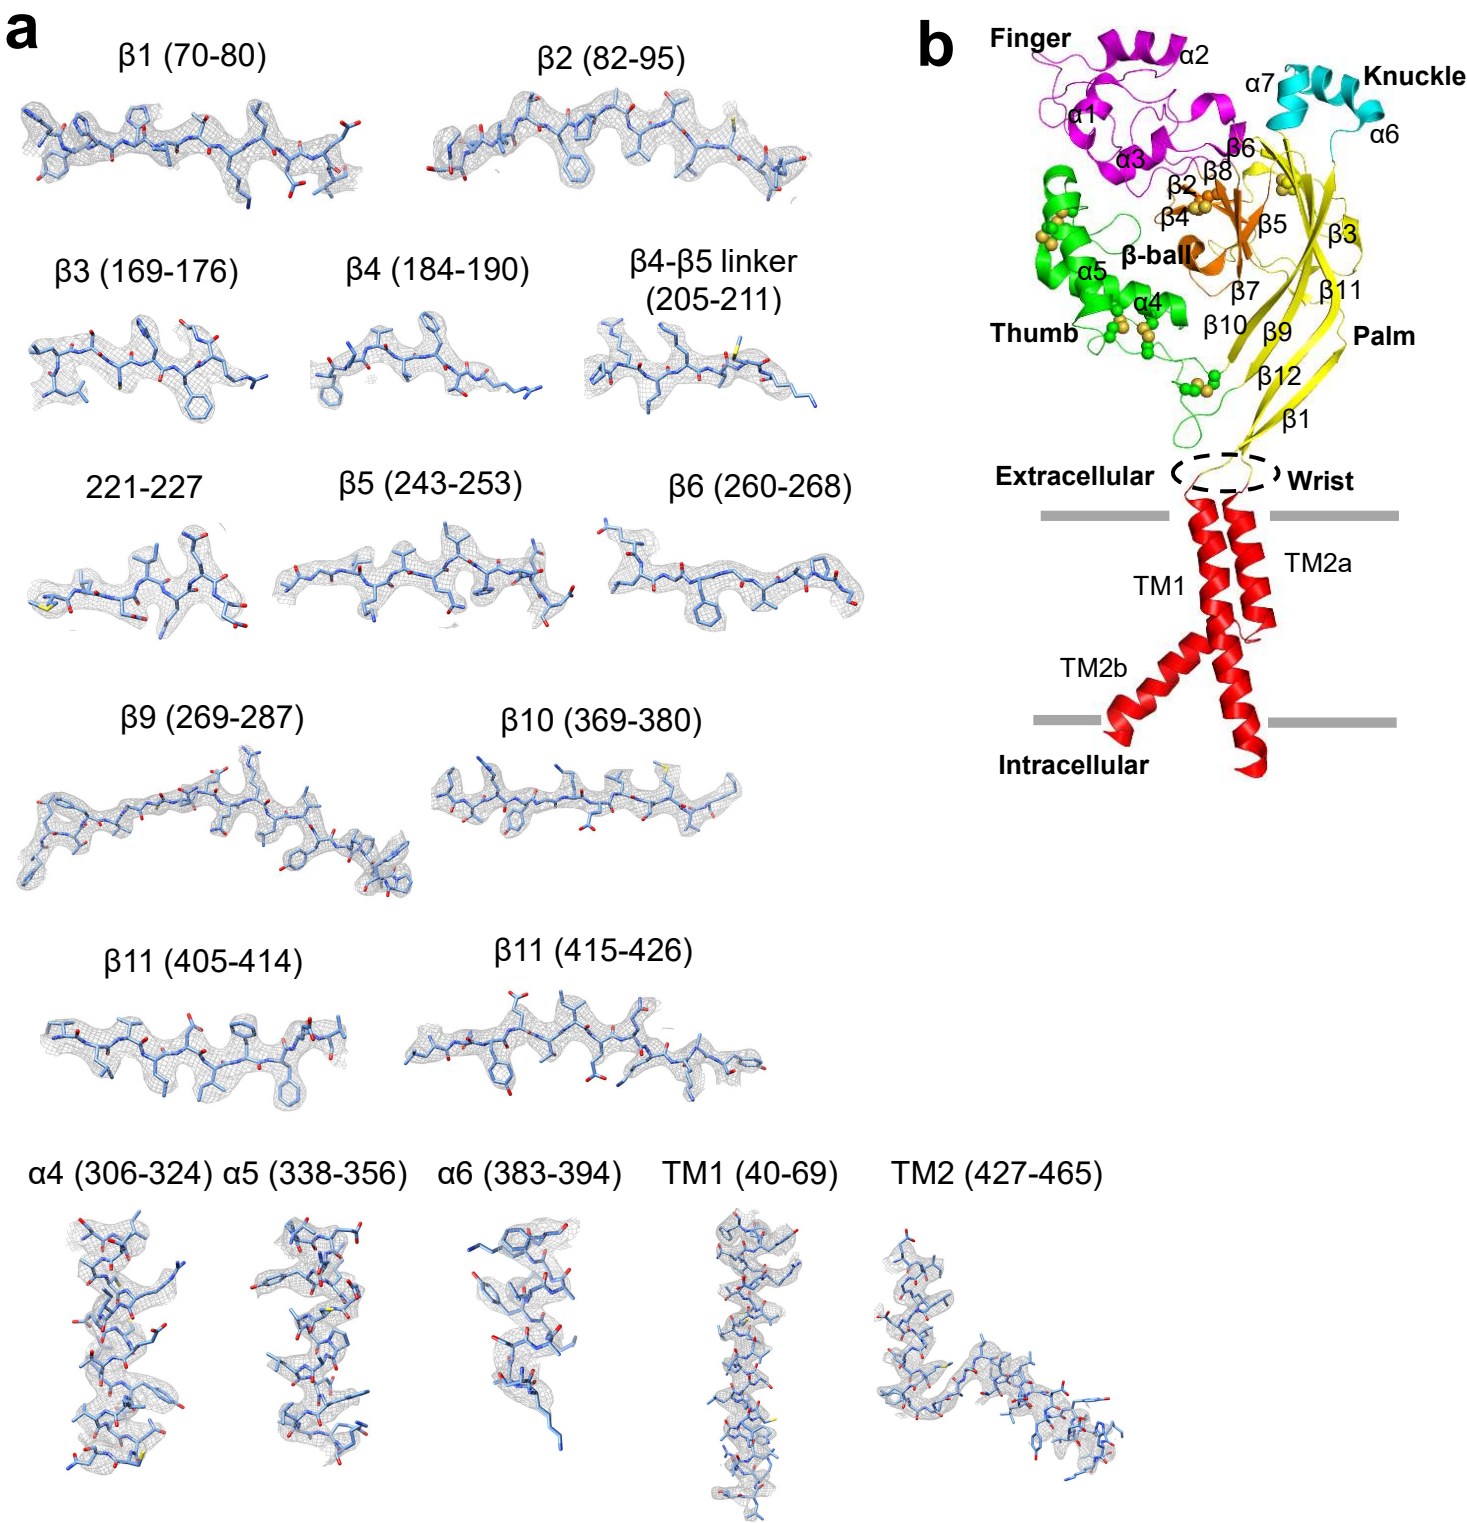 a
β1 (70-80)
β2 (82-95)
β3 (169-176)
β4 (184-190)
β4-β5 linker
(205-211)
221-227
β5 (243-253)
β6 (260-268)
β9 (269-287)
β10 (369-380)
β11 (405-414)
β11 (415-426)
α4 (306-324)
α5 (338-356)
α6 (383-394)
TM1 (40-69)
TM2 (427-465)
b
Finger
α2
α7
Knuckle
α1
α6
α3
β6
β8
β2
β4
β5
β3
β-ball
α5
β7
β11
α4
Thumb
β10
β9
Palm
β12
β1
Extracellular
Wrist
TM1
TM2a
TM2b
Intracellular